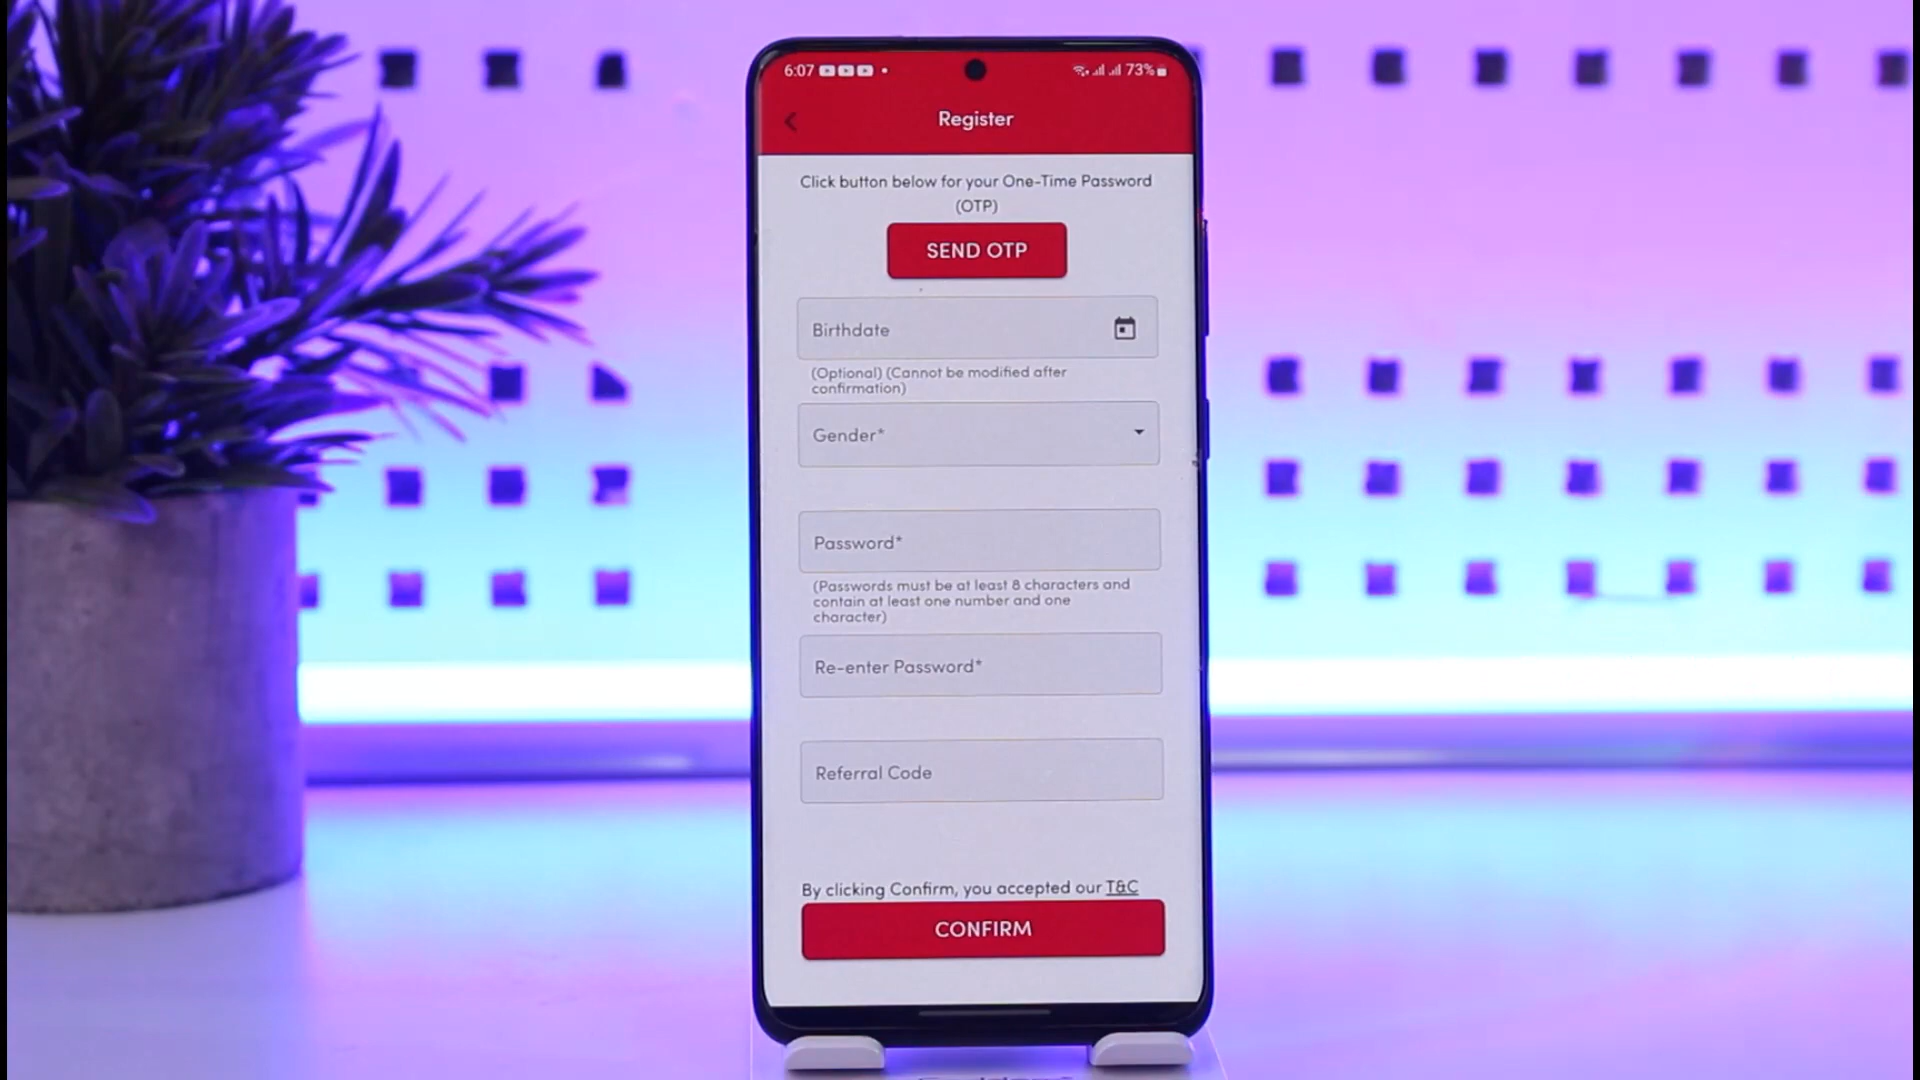 6:07 73%
Register
Click button below for your One-Time Password
(OTP)
SEND OTP
Birthdate
(Optional) (Cannot be modified after
confirmation)
Gender*
Password*
(Passwords must be at least 8 characters and
contain at least one number and one
character)
Re-enter Password*
Referral Code
By clicking Confirm, you accepted our T&C
CONFIRM